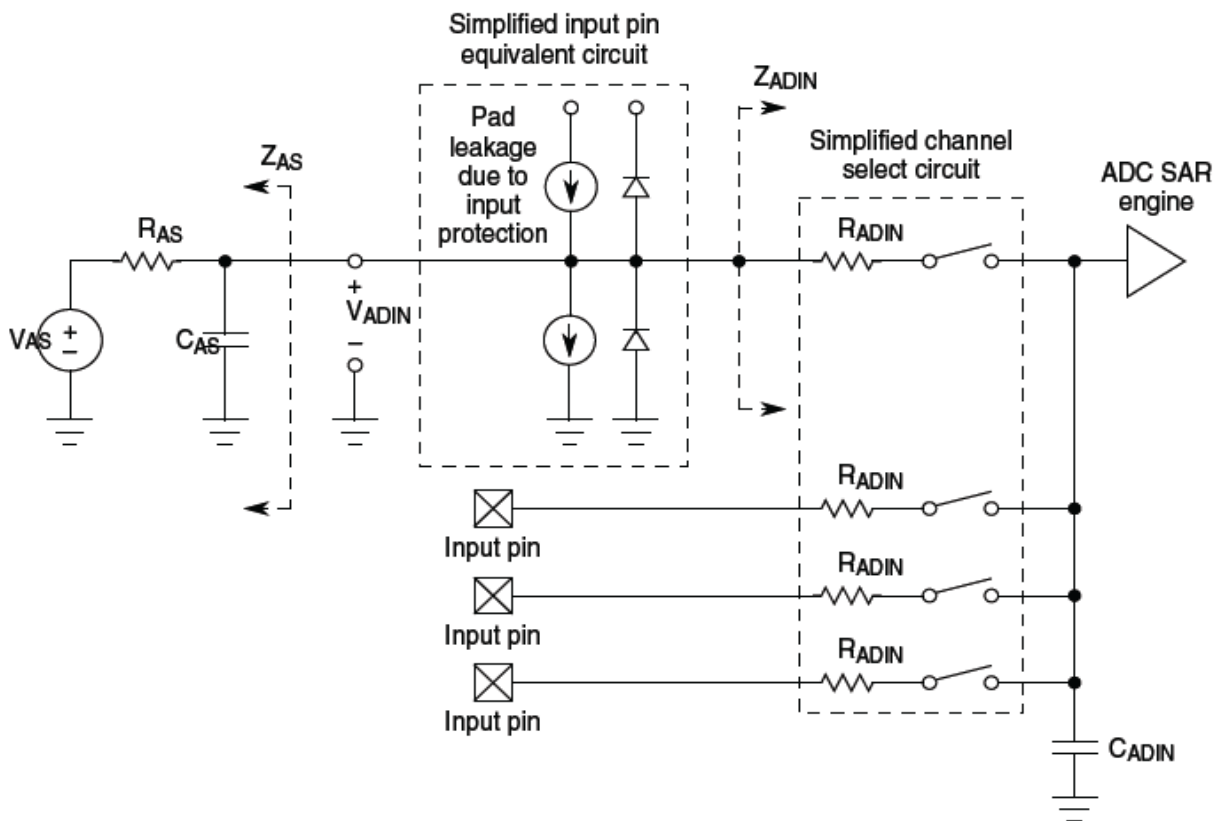 Simplified input pin
equivalent circuit
Pad
leakage
due to
input
protection
ZADIN
Simplified channel
select circuit
ADC SAR
engine
ZAS
RAS
RADIN
+
VADIN
−
VAS
+
−
CAS
RADIN
Input pin
RADIN
Input pin
RADIN
Input pin
CADIN